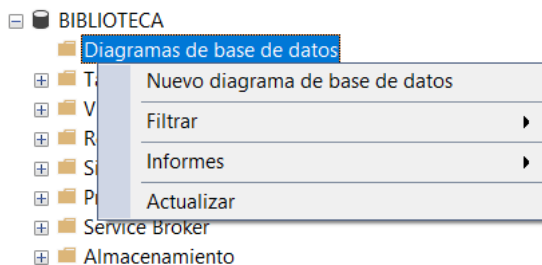 BIBLIOTECA
Diagramas de base de datos
Nuevo diagrama de base de datos
Filtrar
Informes
Actualizar
Service Broker
Almacenamiento